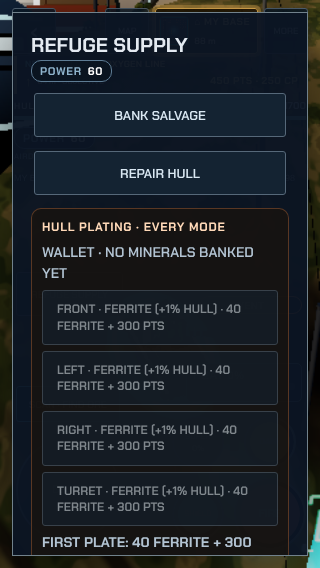 REFUGE SUPPLY
POWER 60
BANK SALVAGE
REPAIR HULL
HULL PLATING · EVERY MODE
WALLET · NO MINERALS BANKED
YET
FRONT · FERRITE (+1% HULL) · 40
FERRITE + 300 PTS
LEFT · FERRITE (+1% HULL) · 40
FERRITE + 300 PTS
RIGHT · FERRITE (+1% HULL) · 40
FERRITE + 300 PTS
TURRET · FERRITE (+1% HULL) · 40
FERRITE + 300 PTS
FIRST PLATE: 40 FERRITE + 300